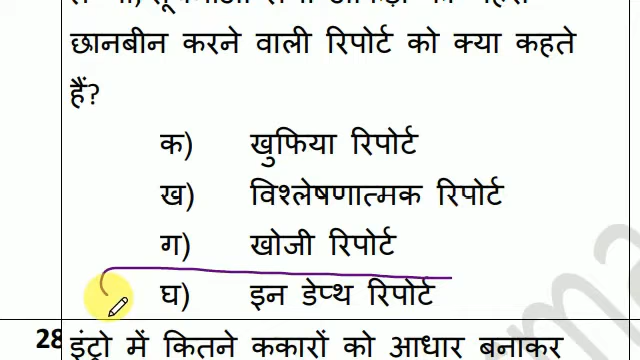 छानबीन करने वाली रिपोर्ट को क्या कहते
हैं?
क) खुफिया रिपोर्ट
ख) विश्लेषणात्मक रिपोर्ट
ग) खोजी रिपोर्ट
घ) इन डेप्थ रिपोर्ट
28 इंट्रो में कितने ककारों को आधार बनाकर